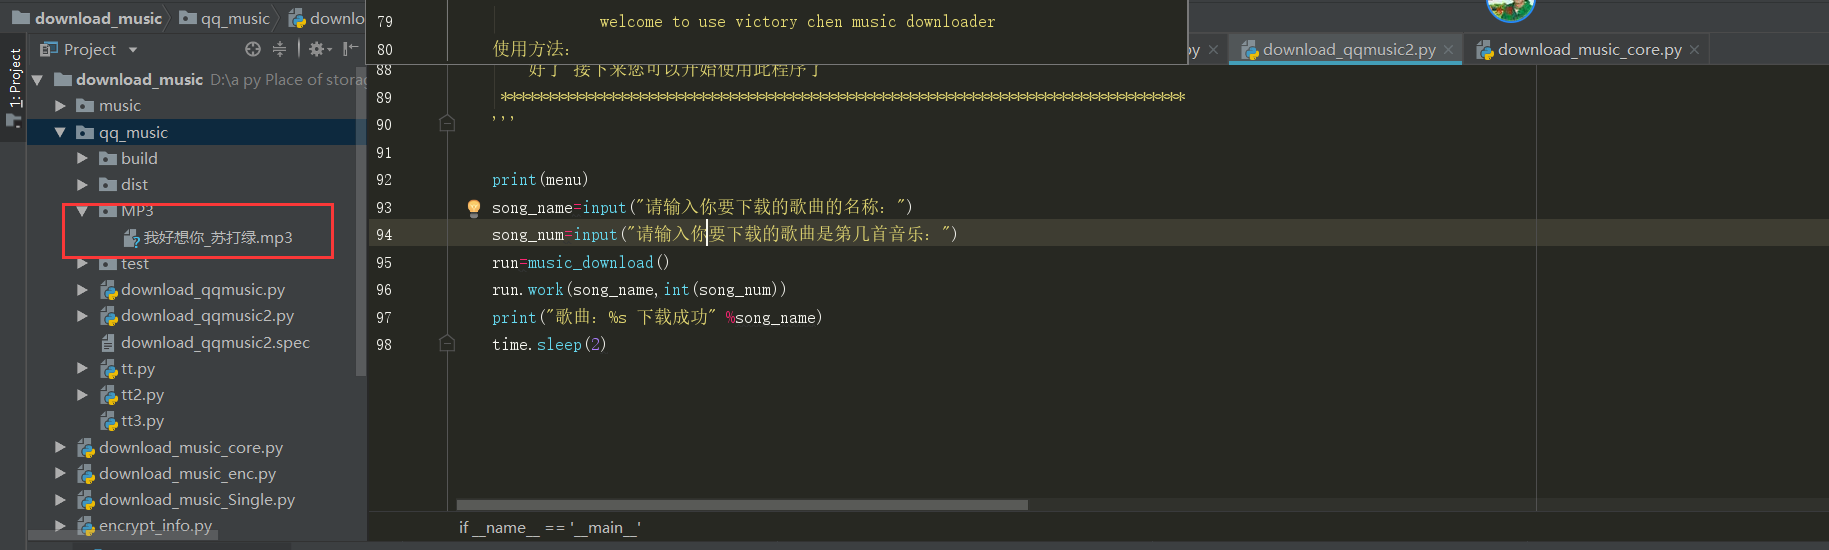 download_music
qq_music
downlo
1: Project
Project
download_music D:\a py Place of storag
music
qq_music
build
dist
MP3
我好想你_苏打绿.mp3
test
download_qqmusic.py
download_qqmusic2.py
download_qqmusic2.spec
tt.py
tt2.py
tt3.py
download_music_core.py
download_music_enc.py
download_music_Single.py
encrypt_info.py
py
download_qqmusic2.py
download_music_core.py
79 welcome to use victory chen music downloader
80 使用方法:
88 好了 接下来您可以开始使用此程序了
89
90 '''
91
92 print(menu)
93 song_name=input("请输入你要下载的歌曲的名称: ")
94 song_num=input("请输入你要下载的歌曲是第几首音乐: ")
95 run=music_download()
96 run.work(song_name,int(song_num))
97 print("歌曲: %s 下载成功" %song_name)
98 time.sleep(2)
if __name__ == '__main__'